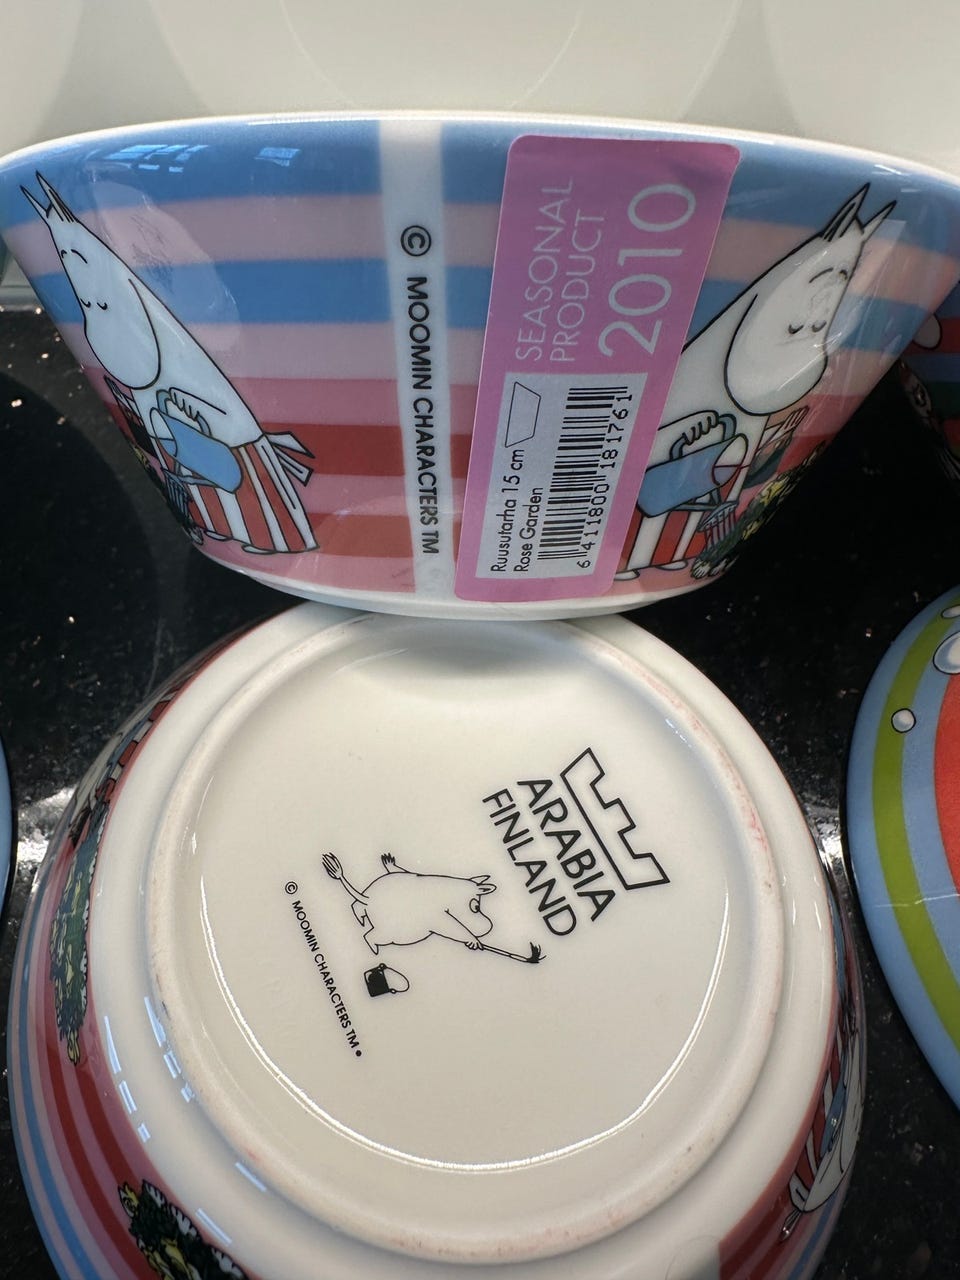 © MOOMIN CHARACTERS TM
SEASONAL
PRODUCT
2010
Ruusutarha 15 cm
Rose Garden
6 411800 181761
ARABIA
FINLAND
© MOOMIN CHARACTERS TM